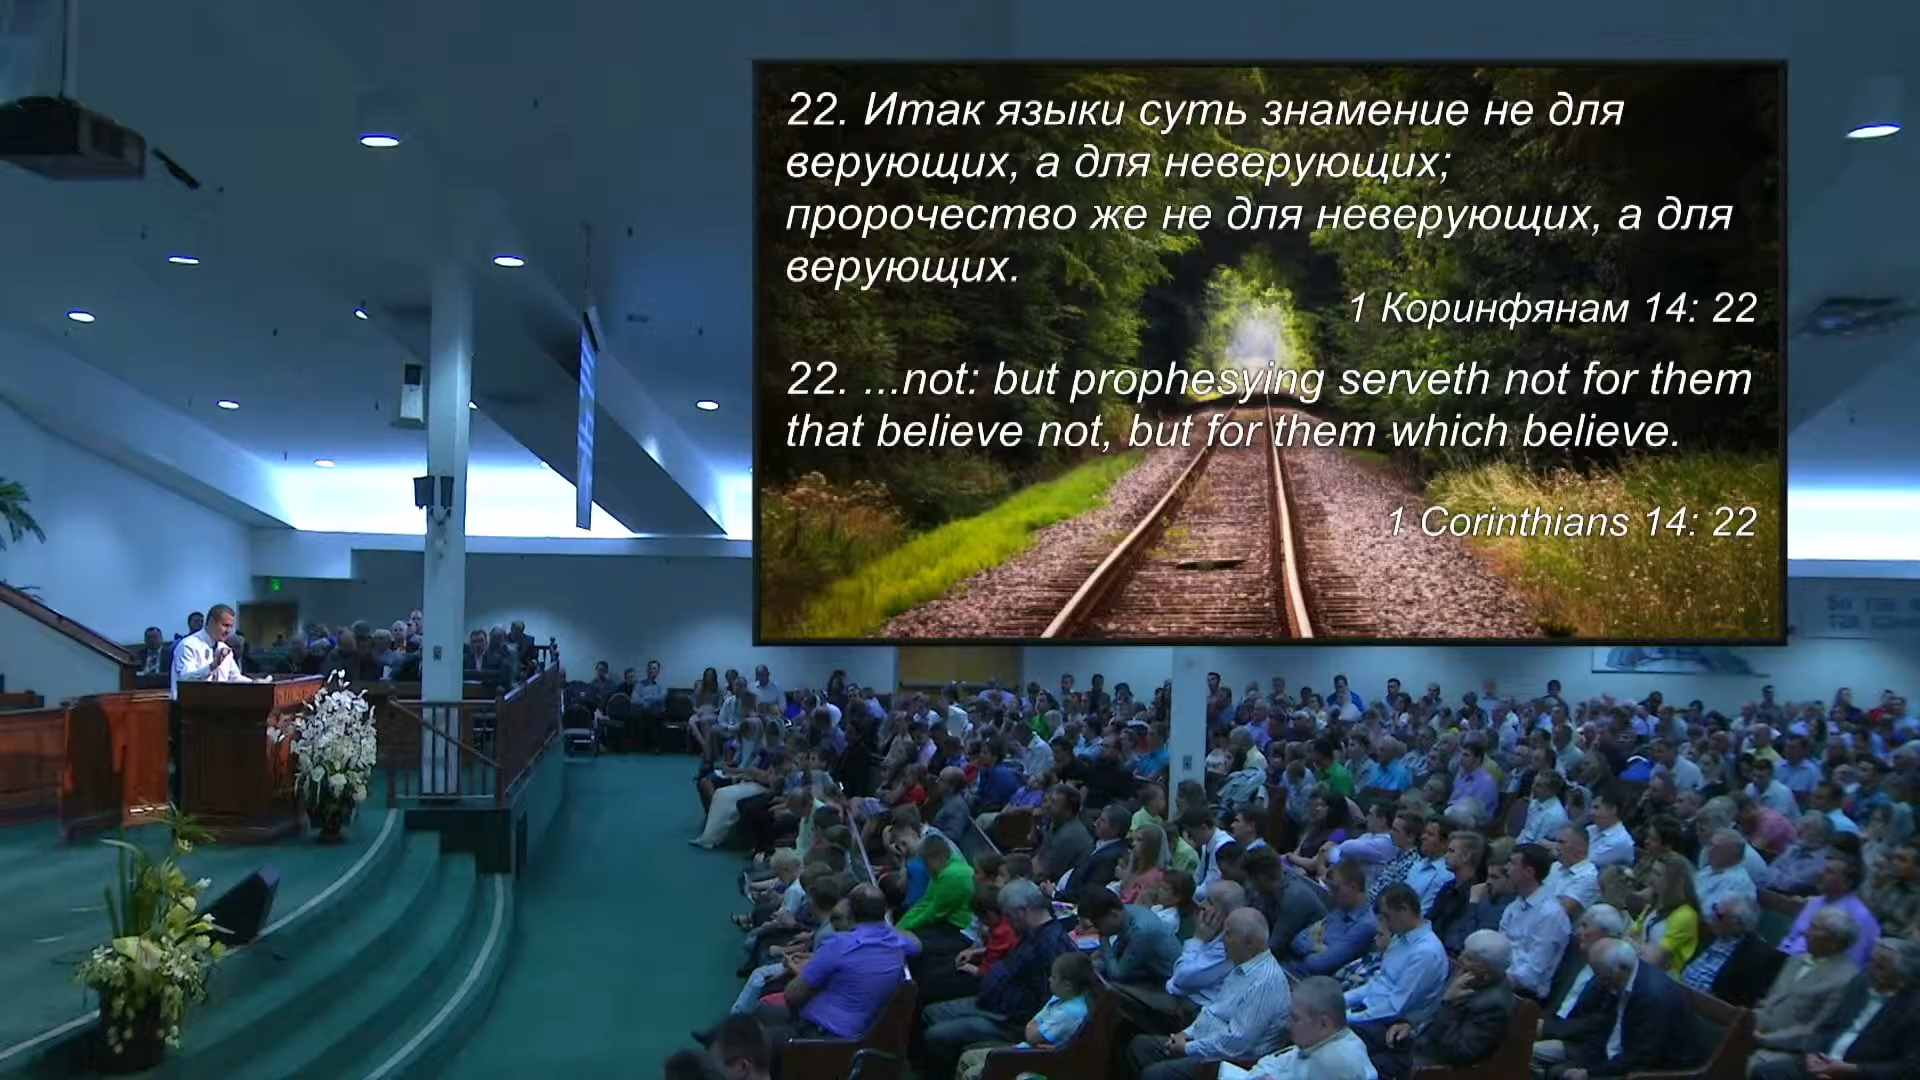 22. Итак языки суть знамение не для
верующих, а для неверующих;
пророчество же не для неверующих, а для
верующих.
1 Коринфянам 14: 22
22. ...not: but prophesying serveth not for them
that believe not, but for them which believe.
1 Corinthians 14: 22